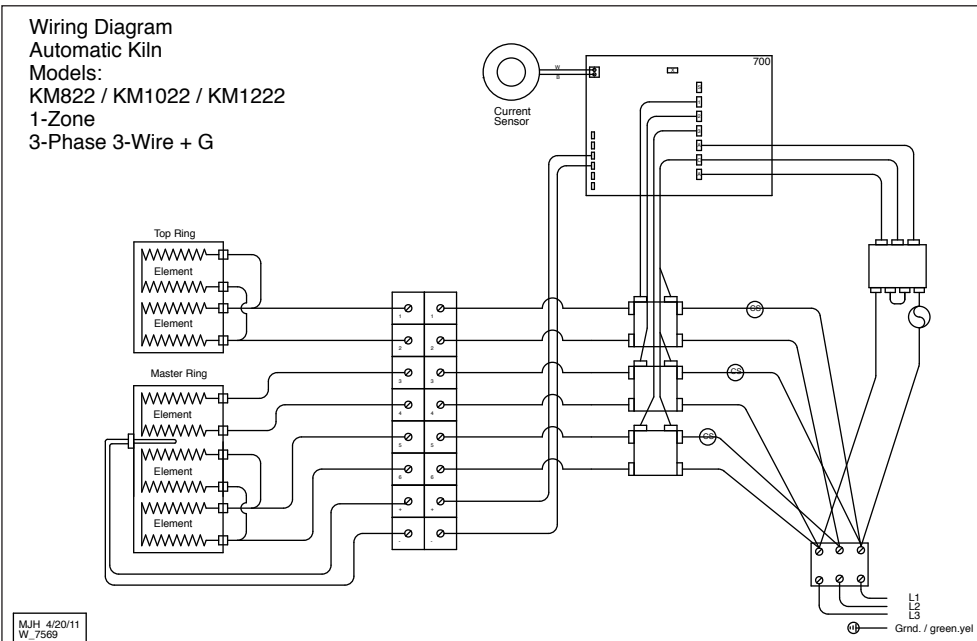 Wiring Diagram
Automatic Kiln
Models:
KM822 / KM1022 / KM1222
1-Zone
3-Phase 3-Wire + G
W
B
Current
Sensor
700
Top Ring
Element
Element
Master Ring
Element
Element
Element
1
1
2
2
3
3
4
4
5
5
6
6
+
+
-
-
CS
CS
CS
L1
L2
L3
Grnd. / green.yel
MJH 4/20/11
W_7569